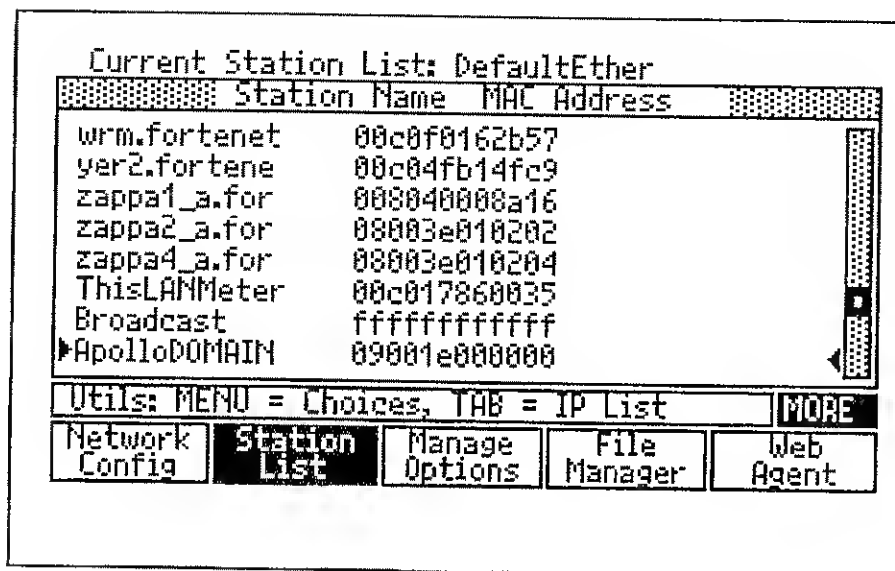 Current Station List: DefaultEther
Station Name MAC Address
wrm.fortenet 00c0f0162b57
yer2.fortene 00c04fb14fc9
zappa1_a.for 008040008a16
zappa2_a.for 08003e010202
zappa4_a.for 08003e010204
ThisLANMeter 00c017860035
Broadcast ffffffffffff
ApolloDOMAIN 09001e000000
Utils: MENU = Choices, TAB = IP List MORE
Network Config
Station List
Manage Options
File Manager
Web Agent